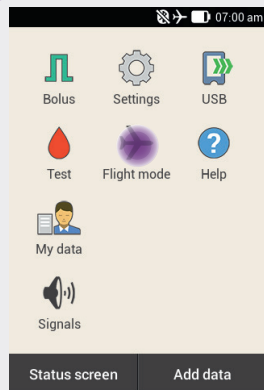 07:00 am
Bolus Settings USB
Test Flight mode Help
My data
Signals
Status screen Add data